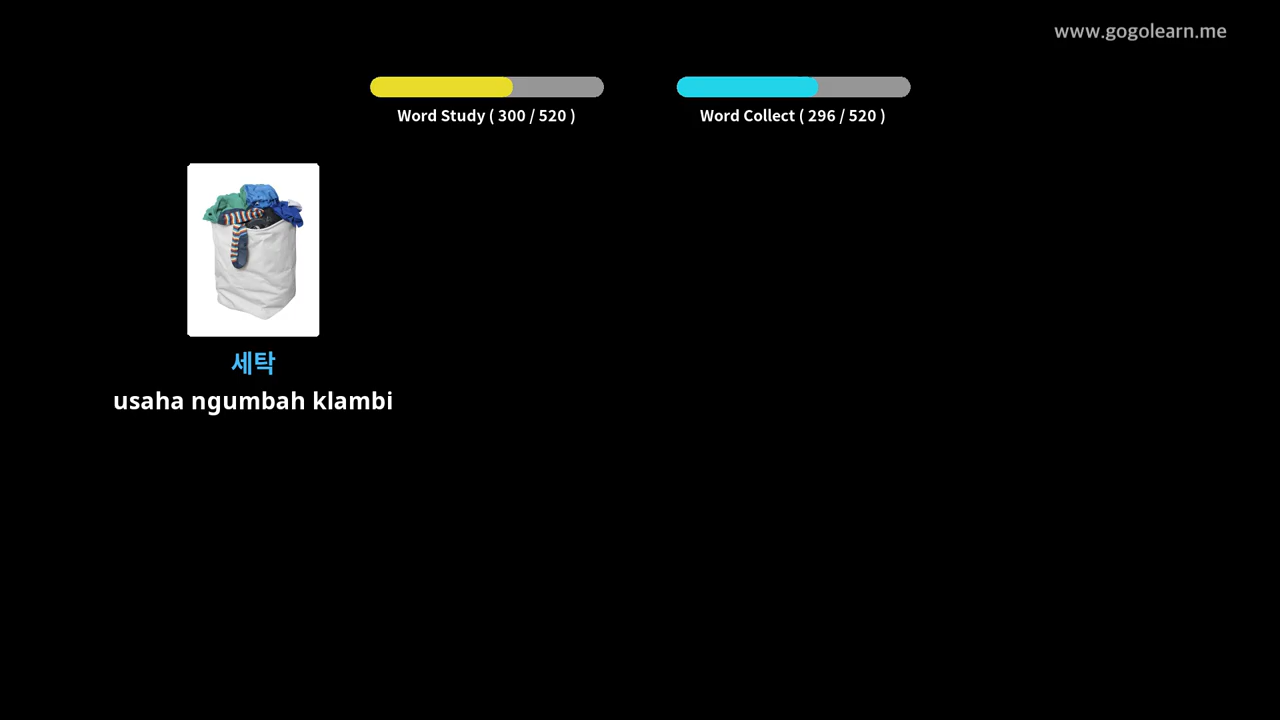 www.gogolearn.me
Word Study ( 300 / 520 )
Word Collect ( 296 / 520 )
세탁
usaha ngumbah klambi